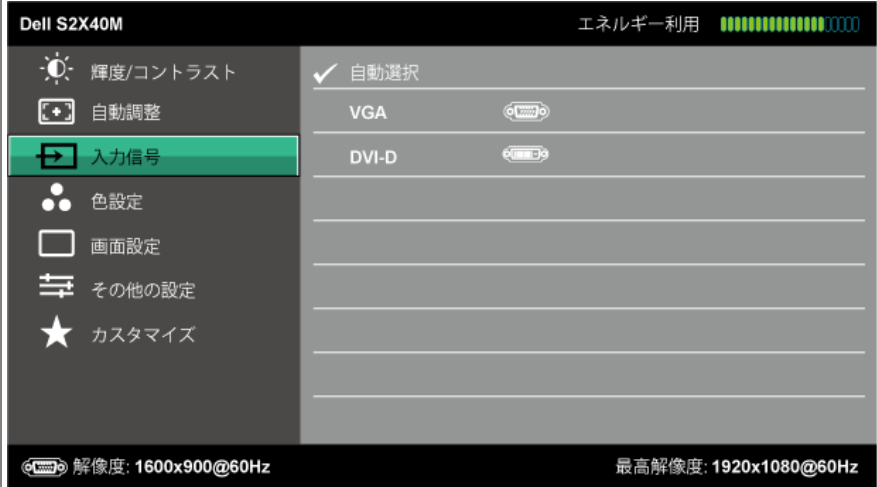 Dell S2X40M
エネルギー利用
輝度/コントラスト
自動選択
自動調整
VGA
入力信号
DVI-D
色設定
画面設定
その他の設定
カスタマイズ
解像度: 1600x900@60Hz
最高解像度: 1920x1080@60Hz